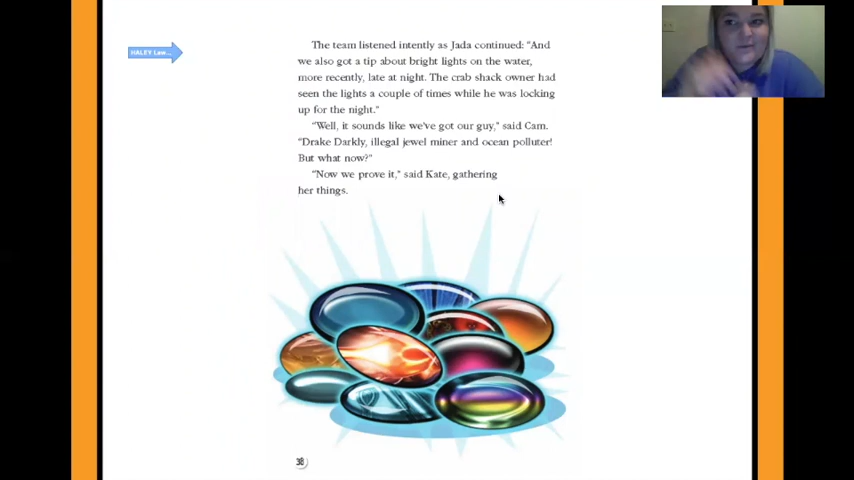 HALEY Law...
The team listened intently as Jada continued: "And
we also got a tip about bright lights on the water,
more recently, late at night. The crab shack owner had
seen the lights a couple of times while he was locking
up for the night."
"Well, it sounds like we've got our guy," said Cam.
"Drake Darkly, illegal jewel miner and ocean polluter!
But what now?"
"Now we prove it," said Kate, gathering
her things.
38